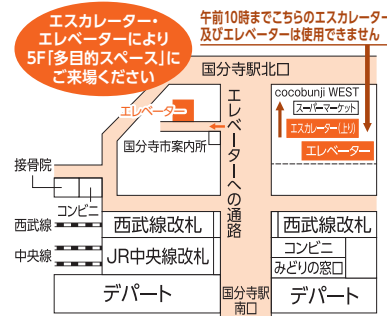 エスカレーター・
エレベーターにより
5F「多目的スペース」に
ご来場ください
午前10時までこちらのエスカレーター
及びエレベーターは使用できません
国分寺駅北口
cocobunji WEST
スーパーマーケット
エスカレーター(上り)
エレベーター
エレベーター
国分寺市案内所
エレベーターへの通路
接骨院
コンビニ
西武線
西武線改札
西武線改札
中央線
JR中央線改札
コンビニ
みどりの窓口
デパート
国分寺駅
南口
デパート